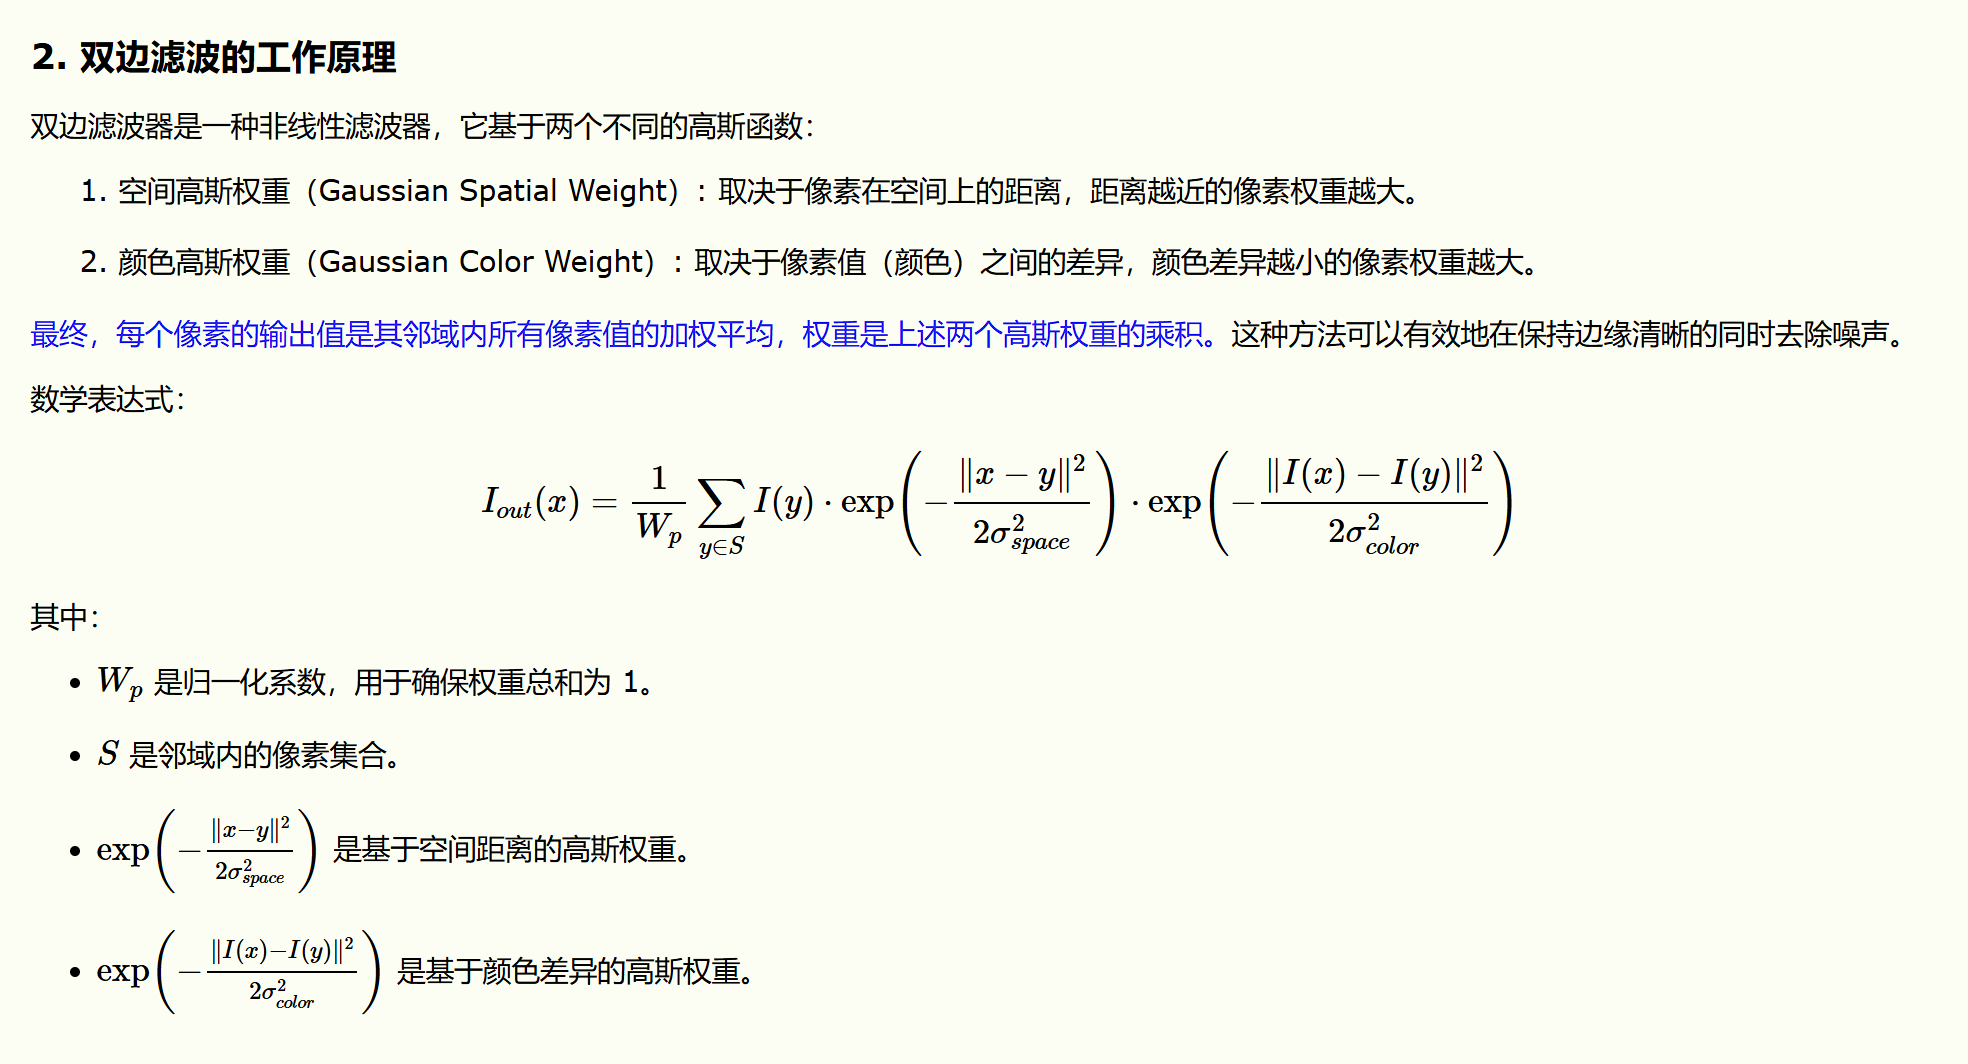 2. 双边滤波的工作原理
双边滤波器是一种非线性滤波器，它基于两个不同的高斯函数：
1. 空间高斯权重（Gaussian Spatial Weight）：取决于像素在空间上的距离，距离越近的像素权重越大。
2. 颜色高斯权重（Gaussian Color Weight）：取决于像素值（颜色）之间的差异，颜色差异越小的像素权重越大。
最终，每个像素的输出值是其邻域内所有像素值的加权平均，权重是上述两个高斯权重的乘积。这种方法可以有效地在保持边缘清晰的同时去除噪声。
数学表达式：
$$I_{out}(x) = \frac{1}{W_p} \sum_{y \in S} I(y) \cdot \exp\left(-\frac{\|x-y\|^2}{2\sigma_{space}^2}\right) \cdot \exp\left(-\frac{\|I(x)-I(y)\|^2}{2\sigma_{color}^2}\right)$$
其中：
• $W_p$ 是归一化系数，用于确保权重总和为 1。
• $S$ 是邻域内的像素集合。
• $\exp\left(-\frac{\|x-y\|^2}{2\sigma_{space}^2}\right)$ 是基于空间距离的高斯权重。
• $\exp\left(-\frac{\|I(x)-I(y)\|^2}{2\sigma_{color}^2}\right)$ 是基于颜色差异的高斯权重。